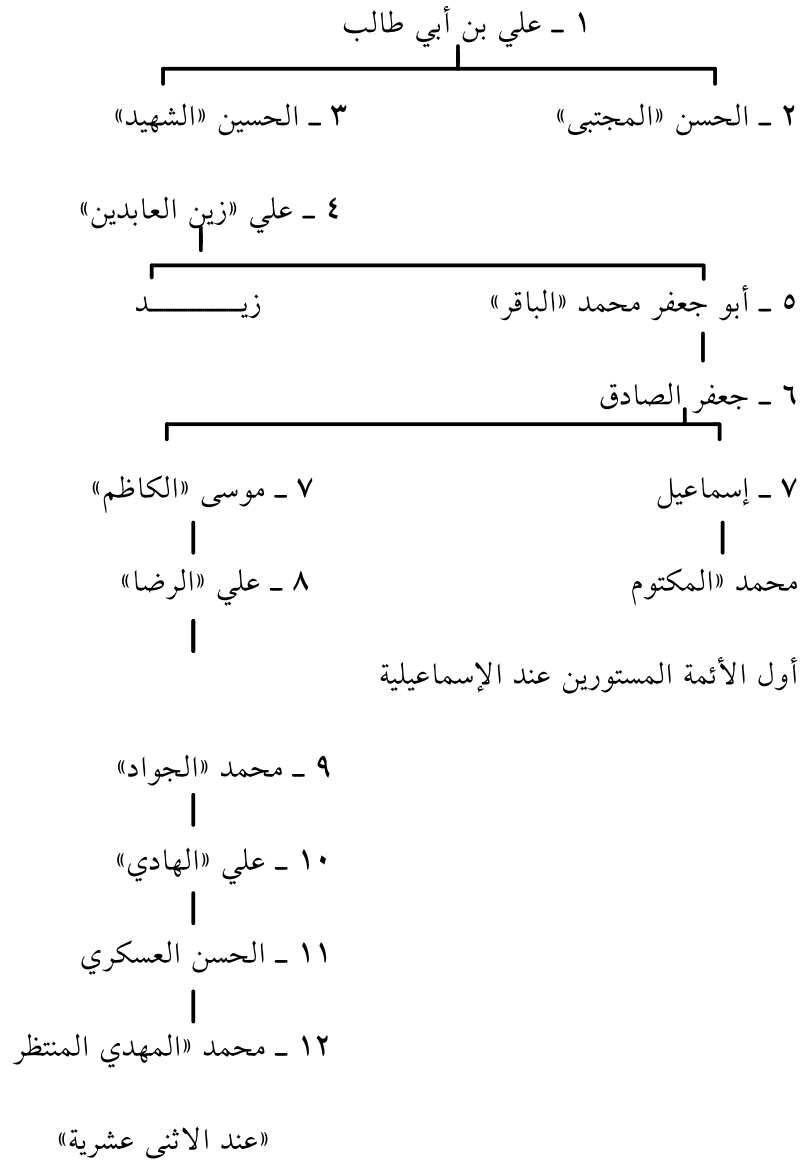 ١ ـ علي بن أبي طالب
٢ ـ الحسن «المجتبى» ٣ ـ الحسين «الشهيد»
٤ ـ علي «زين العابدين»
٥ ـ أبو جعفر محمد «الباقر» زيـــــــــد
٦ ـ جعفر الصادق
٧ ـ إسماعيل ٧ ـ موسى «الكاظم»
محمد «المكتوم ٨ ـ علي «الرضا»
أول الأئمة المستورين عند الإسماعيلية
٩ ـ محمد «الجواد»
١٠ ـ علي «الهادي»
١١ ـ الحسن العسكري
١٢ ـ محمد «المهدي المنتظر
«عند الاثنى عشرية»